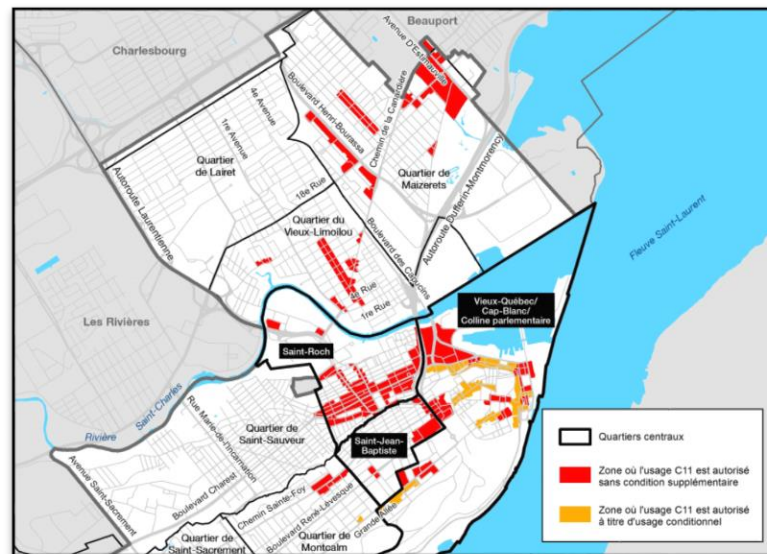 Beauport
Charlesbourg
Avenue D'Estimauville
4e Avenue
1re Avenue
Boulevard Henri-Bourassa
Chemin de la Canardière
Quartier
de Lairet
Quartier de
Maizerets
Autoroute Laurentienne
18e Rue
Autoroute Dufferin-Montmorency
Quartier du
Vieux-Limoilou
Boulevard des Capucins
Fleuve Saint-Laurent
4e Rue
1re Rue
Vieux-Québec/
Cap-Blanc/
Colline parlementaire
Les Rivières
Saint-Roch
Rivière Saint-Charles
Rue Marie-de-l'Incarnation
Quartier de
Saint-Sauveur
Saint-Jean-
Baptiste
Avenue Saint-Sacrement
Boulevard Charest
Chemin Sainte-Foy
Boulevard René-Lévesque
Grande Allée
Quartier de
Saint-Sacrement
Quartier de
Montcalm
Quartiers centraux
Zone où l'usage C11 est autorisé
sans condition supplémentaire
Zone où l'usage C11 est autorisé
à titre d'usage conditionnel